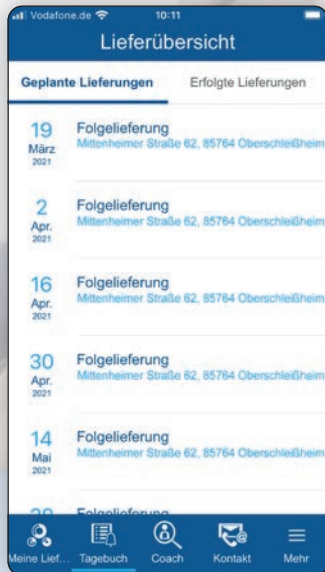 Vodafone.de 10:11
Lieferübersicht
Geplante Lieferungen Erfolgte Lieferungen
19 Folgelieferung
März Mittenheimer Straße 62, 85764 Oberschleißheim
2021
2 Folgelieferung
Apr. Mittenheimer Straße 62, 85764 Oberschleißheim
2021
16 Folgelieferung
Apr. Mittenheimer Straße 62, 85764 Oberschleißheim
2021
30 Folgelieferung
Apr. Mittenheimer Straße 62, 85764 Oberschleißheim
2021
14 Folgelieferung
Mai Mittenheimer Straße 62, 85764 Oberschleißheim
2021
28 Folgelieferung
Meine Lief... Tagebuch Coach Kontakt Mehr